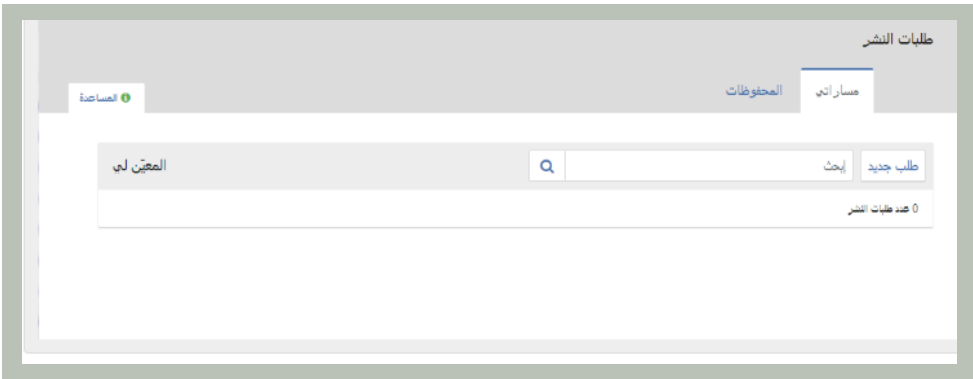 طلبات النشر
مساراتي المحفوظات المساعدة
طلب جديد إبحث المعيّن لي
0 عدد طلبات النشر